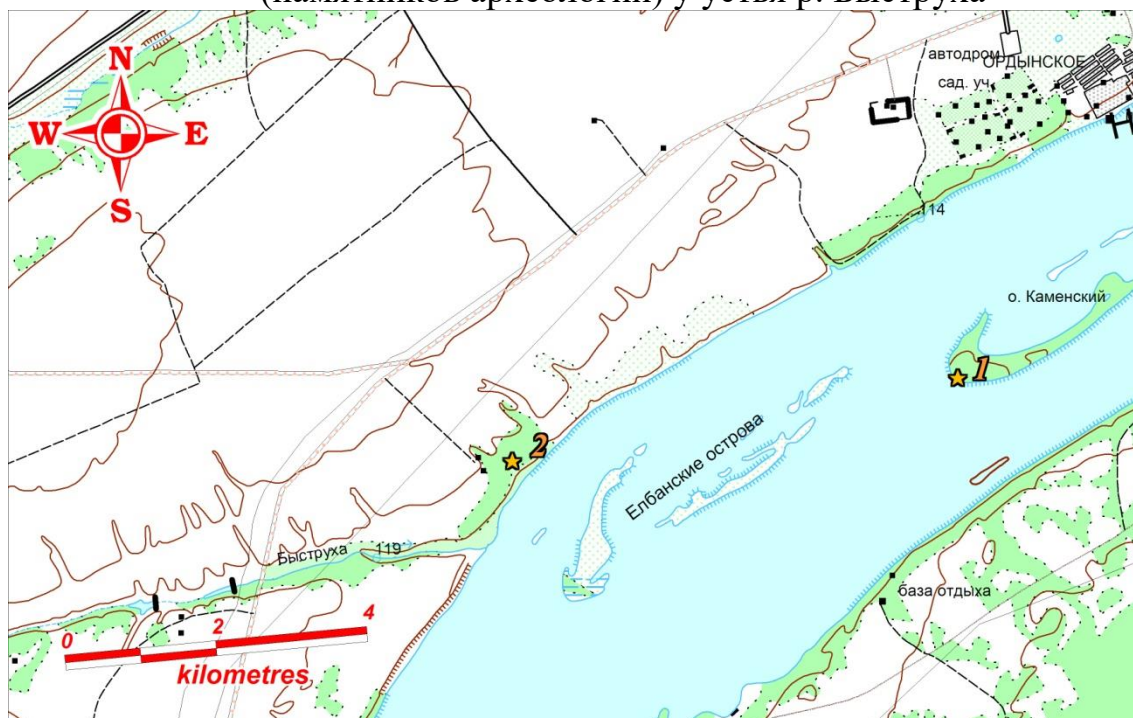 (памятников археологии) у устья р. Быструха
N
W E
S
автодром
ОРДЫНСКОЕ
сад. уч.
114
о. Каменский
1
2
Елбанские острова
Быструха 119
база отдыха
0 2 4
kilometres